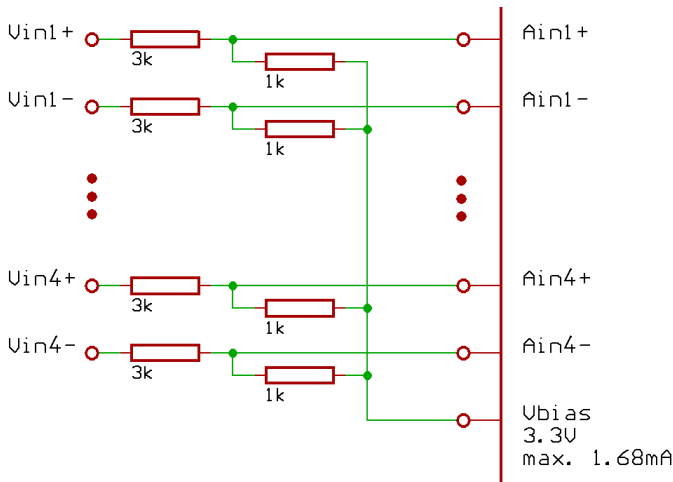 Vin1+ Ain1+
3k
1k
Vin1- Ain1-
3k
1k
Vin4+ Ain4+
3k
1k
Vin4- Ain4-
3k
1k
Vbias
3.3V
max. 1.68mA